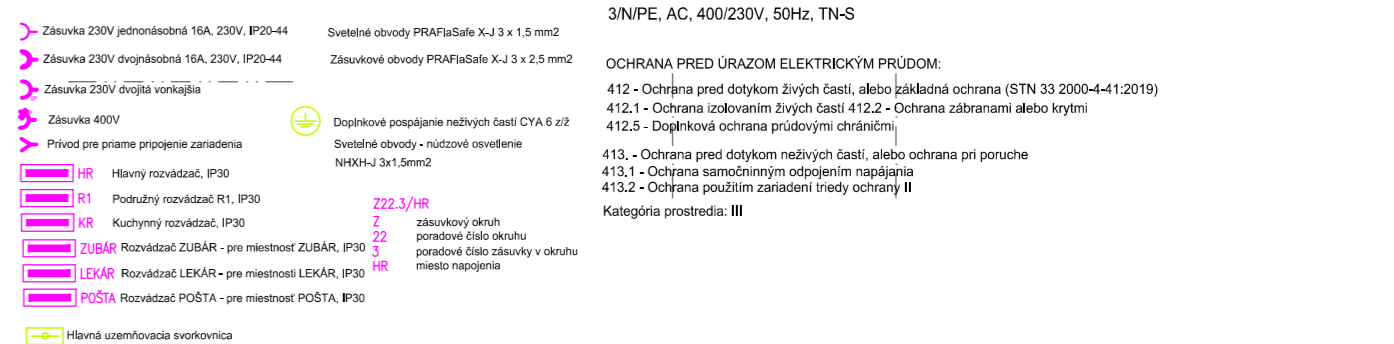 Zásuvka 230V jednonásobná 16A, 230V, IP20-44
Zásuvka 230V dvojnásobná 16A, 230V, IP20-44
Zásuvka 230V dvojitá vonkajšia
Zásuvka 400V
Prívod pre priame pripojenie zariadenia
HR Hlavný rozvádzač, IP30
R1 Podružný rozvádzač R1, IP30
KR Kuchynný rozvádzač, IP30
ZUBÁR Rozvádzač ZUBÁR - pre miestnosť ZUBÁR, IP30
LEKÁR Rozvádzač LEKÁR - pre miestnosti LEKÁR, IP30
POŠTA Rozvádzač POŠTA - pre miestnosť POŠTA, IP30
Hlavná uzemňovacia svorkovnica
Svetelné obvody PRAFlaSafe X-J 3 x 1,5 mm2
Zásuvkové obvody PRAFlaSafe X-J 3 x 2,5 mm2
Doplnkové pospájanie neživých častí CYA 6 z/ž
Svetelné obvody - núdzové osvetlenie
NHXH-J 3x1,5mm2
Z22.3/HR
Z zásuvkový okruh
22 poradové číslo okruhu
3 poradové číslo zásuvky v okruhu
HR miesto napojenia
3/N/PE, AC, 400/230V, 50Hz, TN-S
OCHRANA PRED ÚRAZOM ELEKTRICKÝM PRÚDOM:
412 - Ochrana pred dotykom živých častí, alebo základná ochrana (STN 33 2000-4-41:2019)
412.1 - Ochrana izolovaním živých častí 412.2 - Ochrana zábranami alebo krytmi
412.5 - Doplnková ochrana prúdovými chráničmi
413. - Ochrana pred dotykom neživých častí, alebo ochrana pri poruche
413.1 - Ochrana samočninným odpojením napájania
413.2 - Ochrana použitím zariadení triedy ochrany II
Kategória prostredia: III